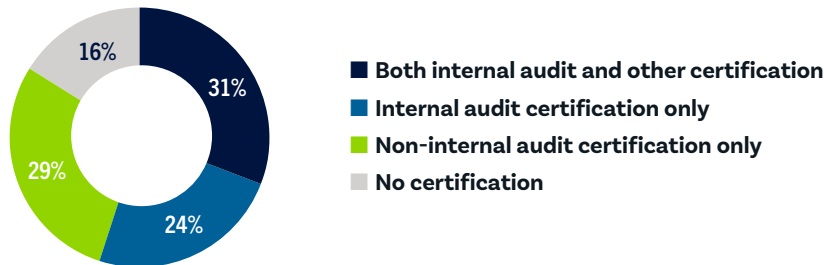 16%
31%
29%
24%
Both internal audit and other certification
Internal audit certification only
Non-internal audit certification only
No certification